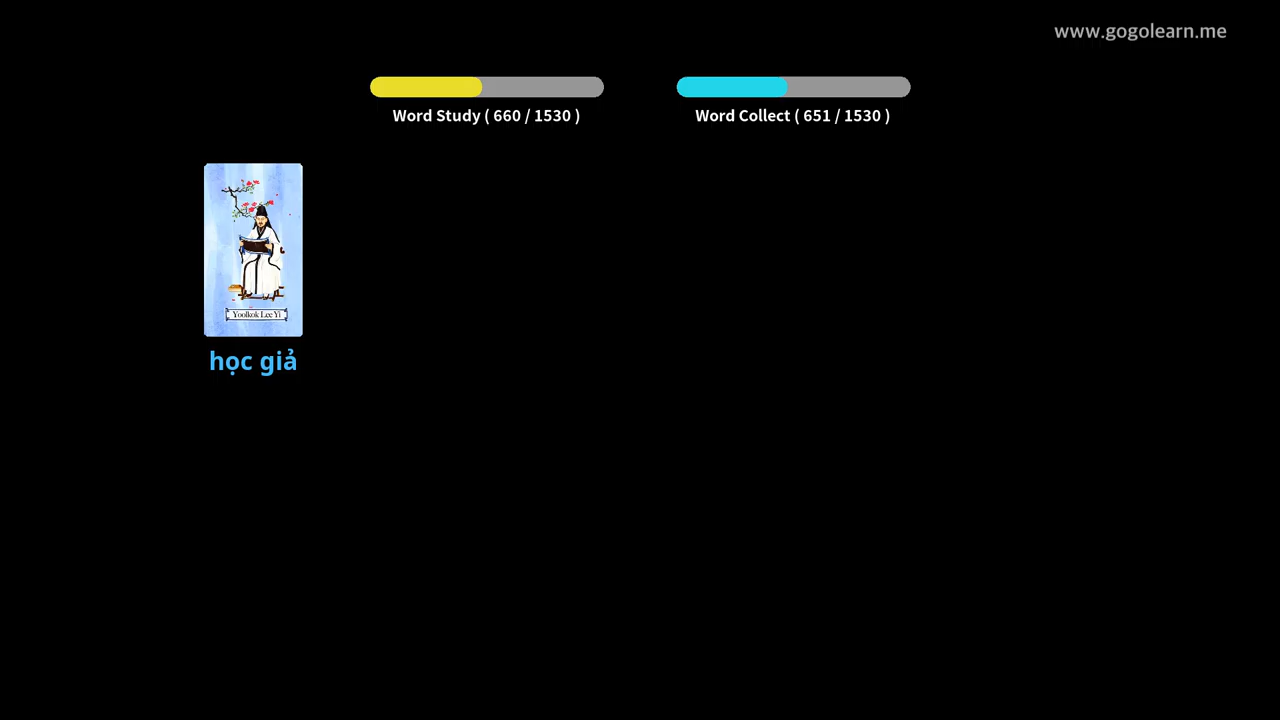 www.gogolearn.me
Word Study ( 660 / 1530 )
Word Collect ( 651 / 1530 )
Yoolkok Lee Yi
học giả